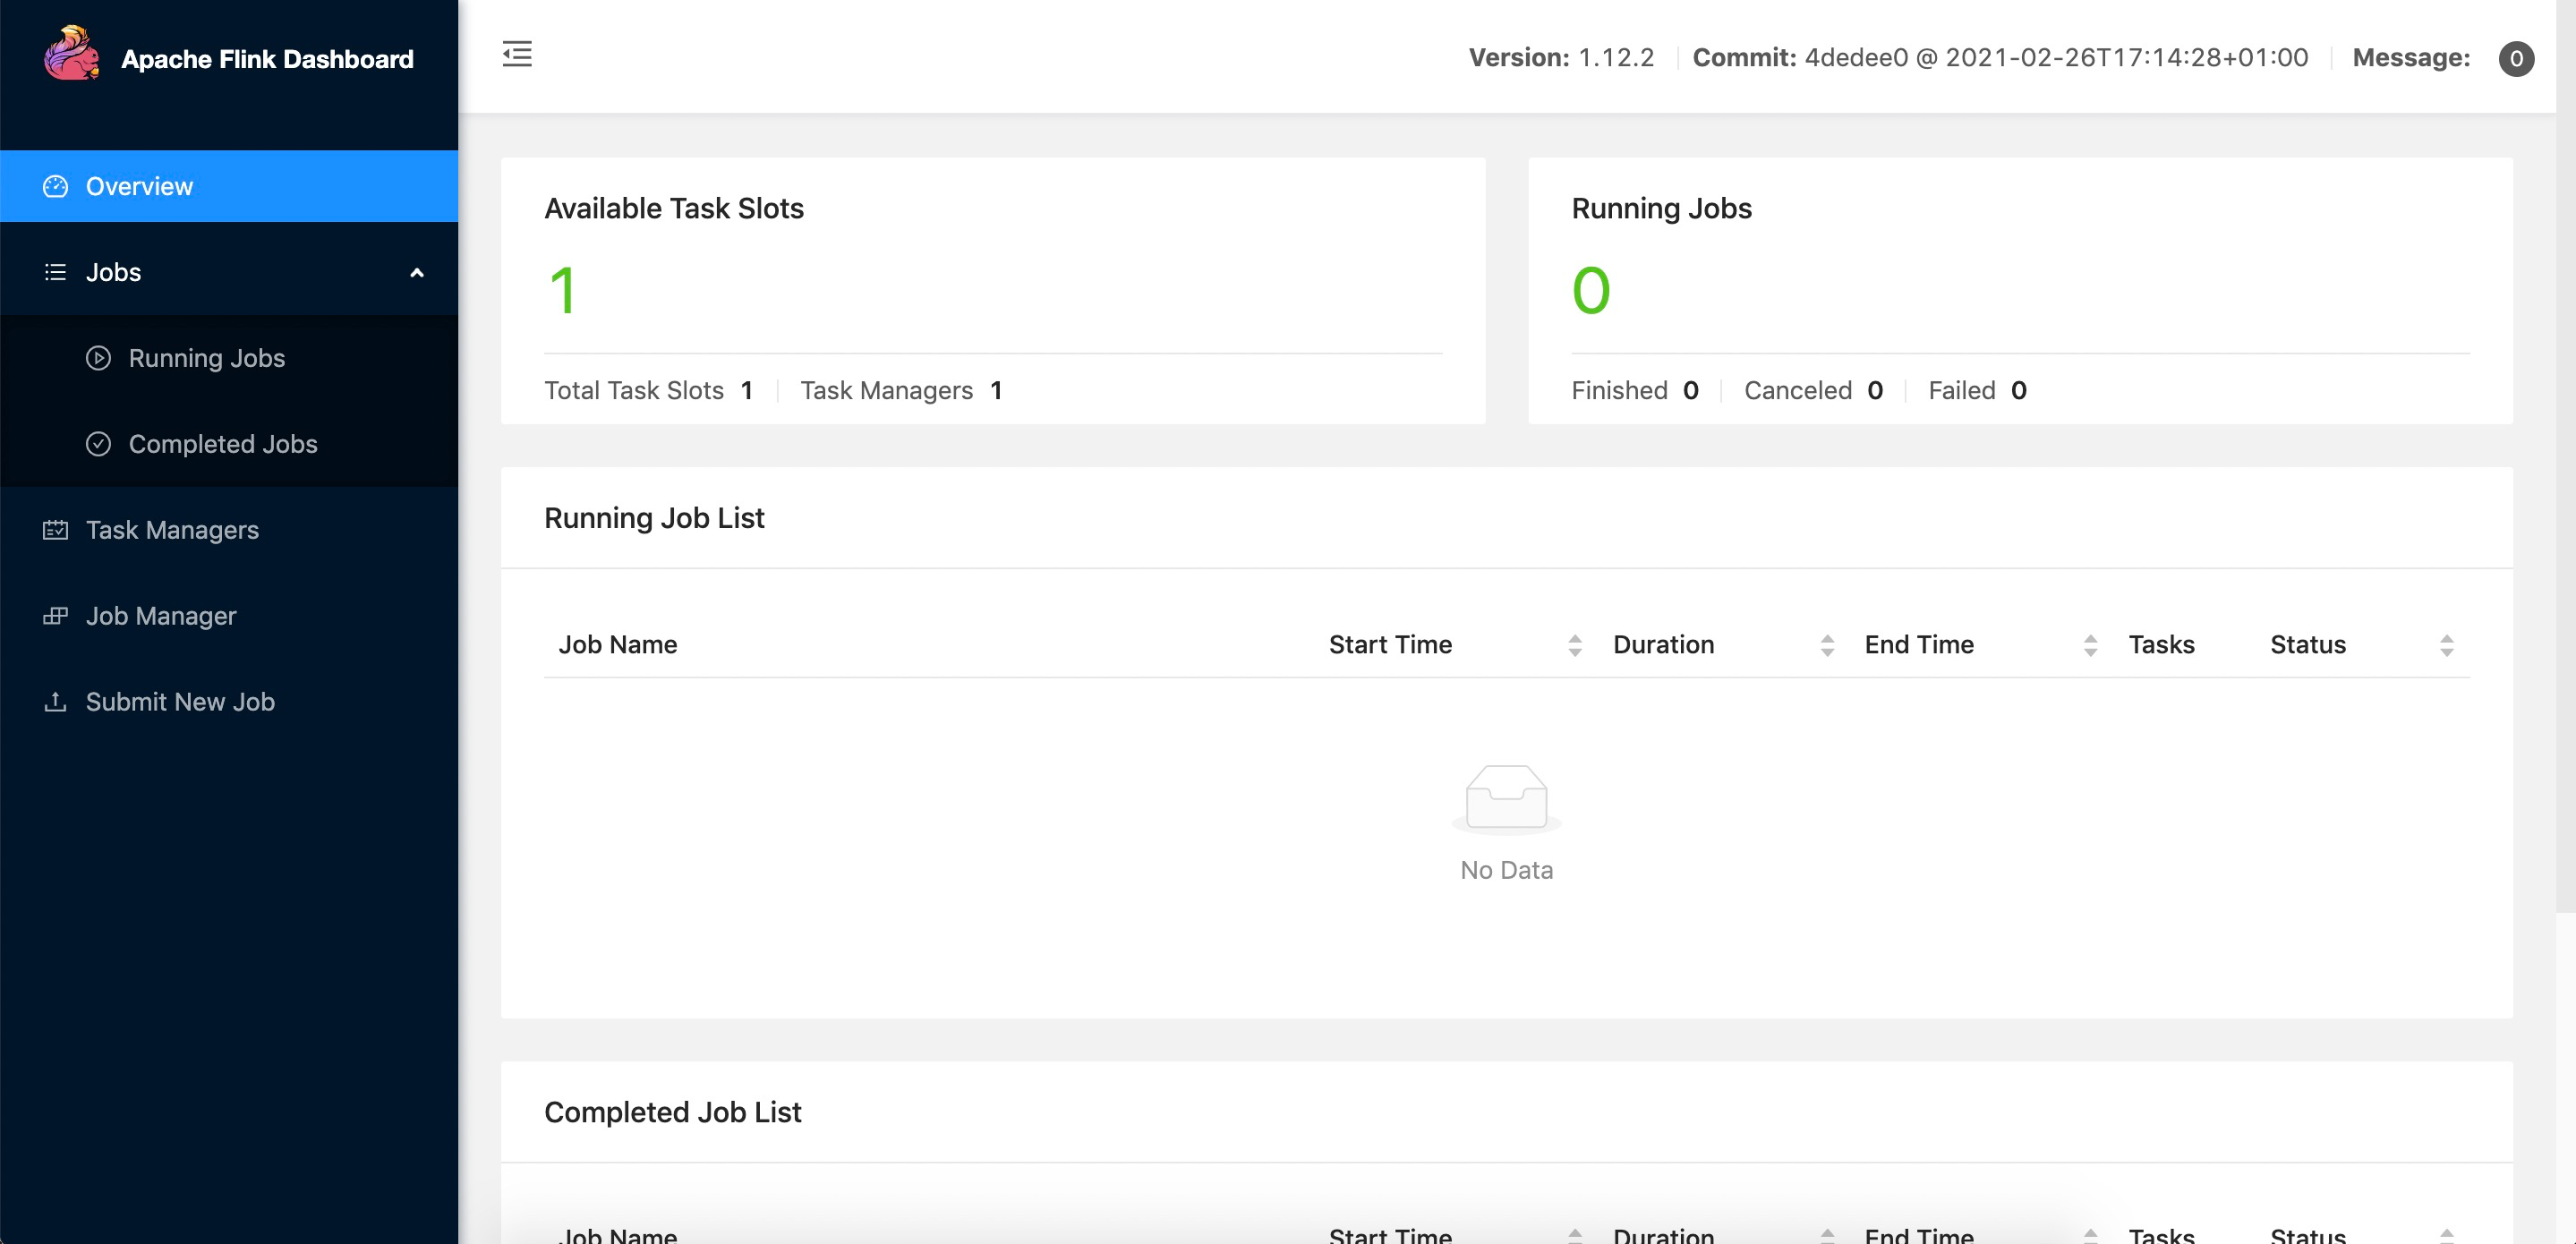 Apache Flink Dashboard
Version: 1.12.2 Commit: 4dedee0 @ 2021-02-26T17:14:28+01:00 Message: 0
Overview
Jobs
Running Jobs
Completed Jobs
Task Managers
Job Manager
Submit New Job
Available Task Slots
1
Total Task Slots 1 Task Managers 1
Running Jobs
0
Finished 0 Canceled 0 Failed 0
Running Job List
Job Name Start Time Duration End Time Tasks Status
No Data
Completed Job List
Job Name Start Time Duration End Time Tasks Status